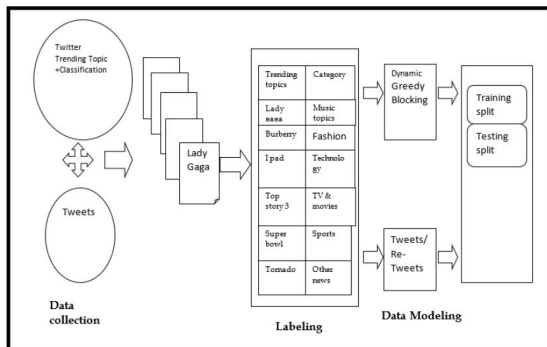 Twitter
Trending Topic
+Classification
Tweets
Data
collection
Lady
Gaga
Trending
topics
Category
Lady
gaga
Music
topics
Burberry
Fashion
I pad
Technolo
gy
Top
story 3
TV &
movies
Super
bowl
Sports
Tornado
Other
news
Labeling
Dynamic
Greedy
Blocking
Tweets/
Re-
Tweets
Data Modeling
Training
split
Testing
split